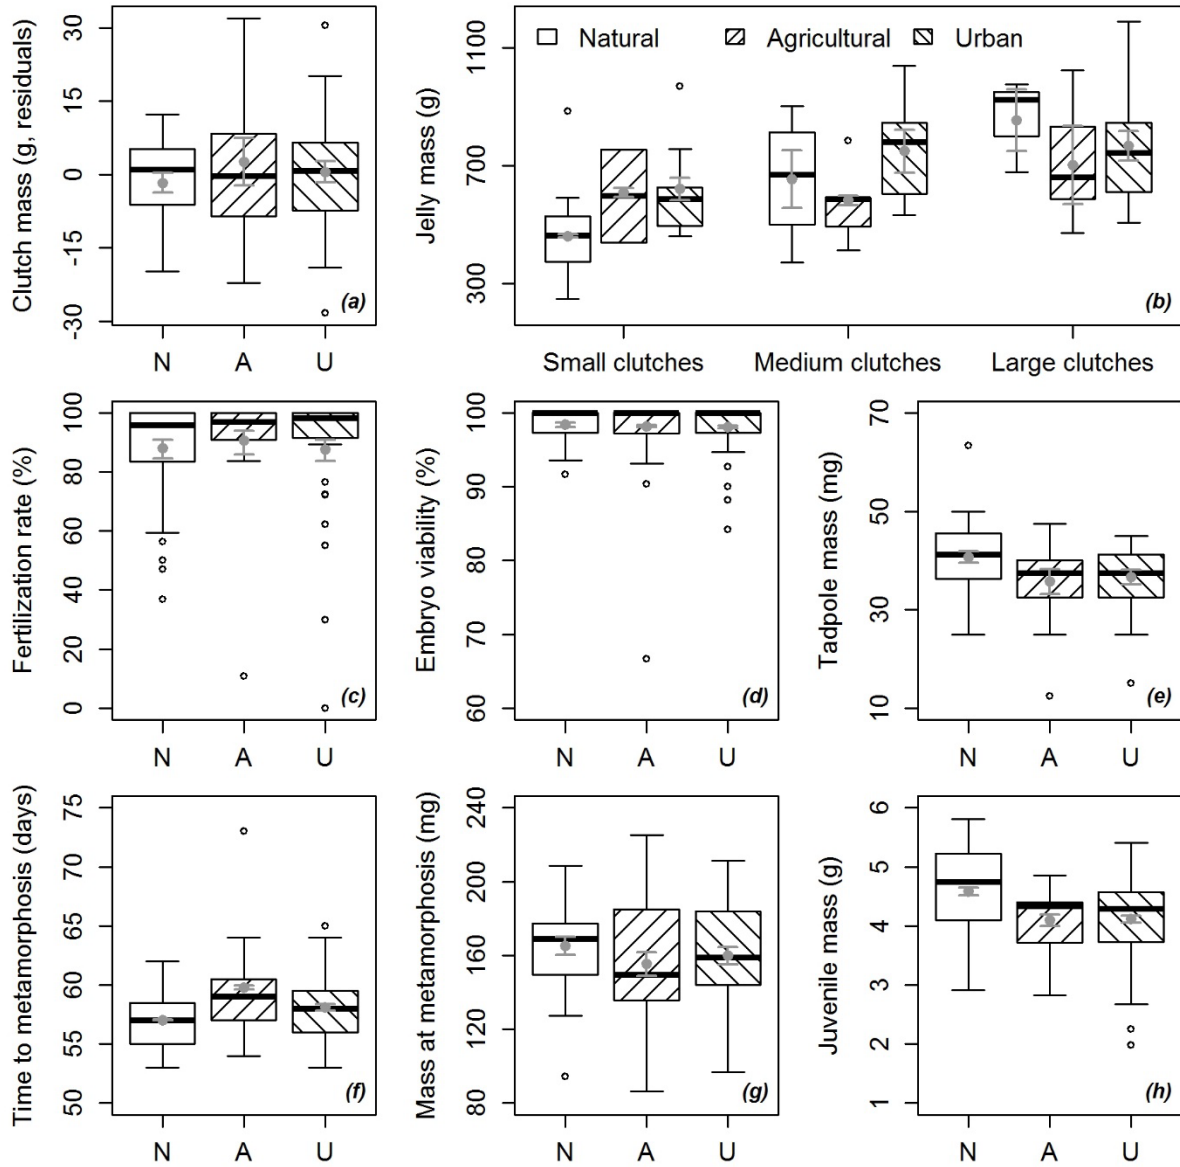 Clutch mass (g, residuals)
30
15
0
-15
-30
N A U
(a)
Jelly mass (g)
1100
700
300
Natural Agricultural Urban
(b)
Small clutches Medium clutches Large clutches
Fertilization rate (%)
100
80
60
40
20
0
N A U
(c)
Embryo viability (%)
100
90
80
70
60
N A U
(d)
Tadpole mass (mg)
70
50
30
10
N A U
(e)
Time to metamorphosis (days)
75
70
65
60
55
50
N A U
(f)
Mass at metamorphosis (mg)
240
200
160
120
80
N A U
(g)
Juvenile mass (g)
6
5
4
3
2
1
N A U
(h)